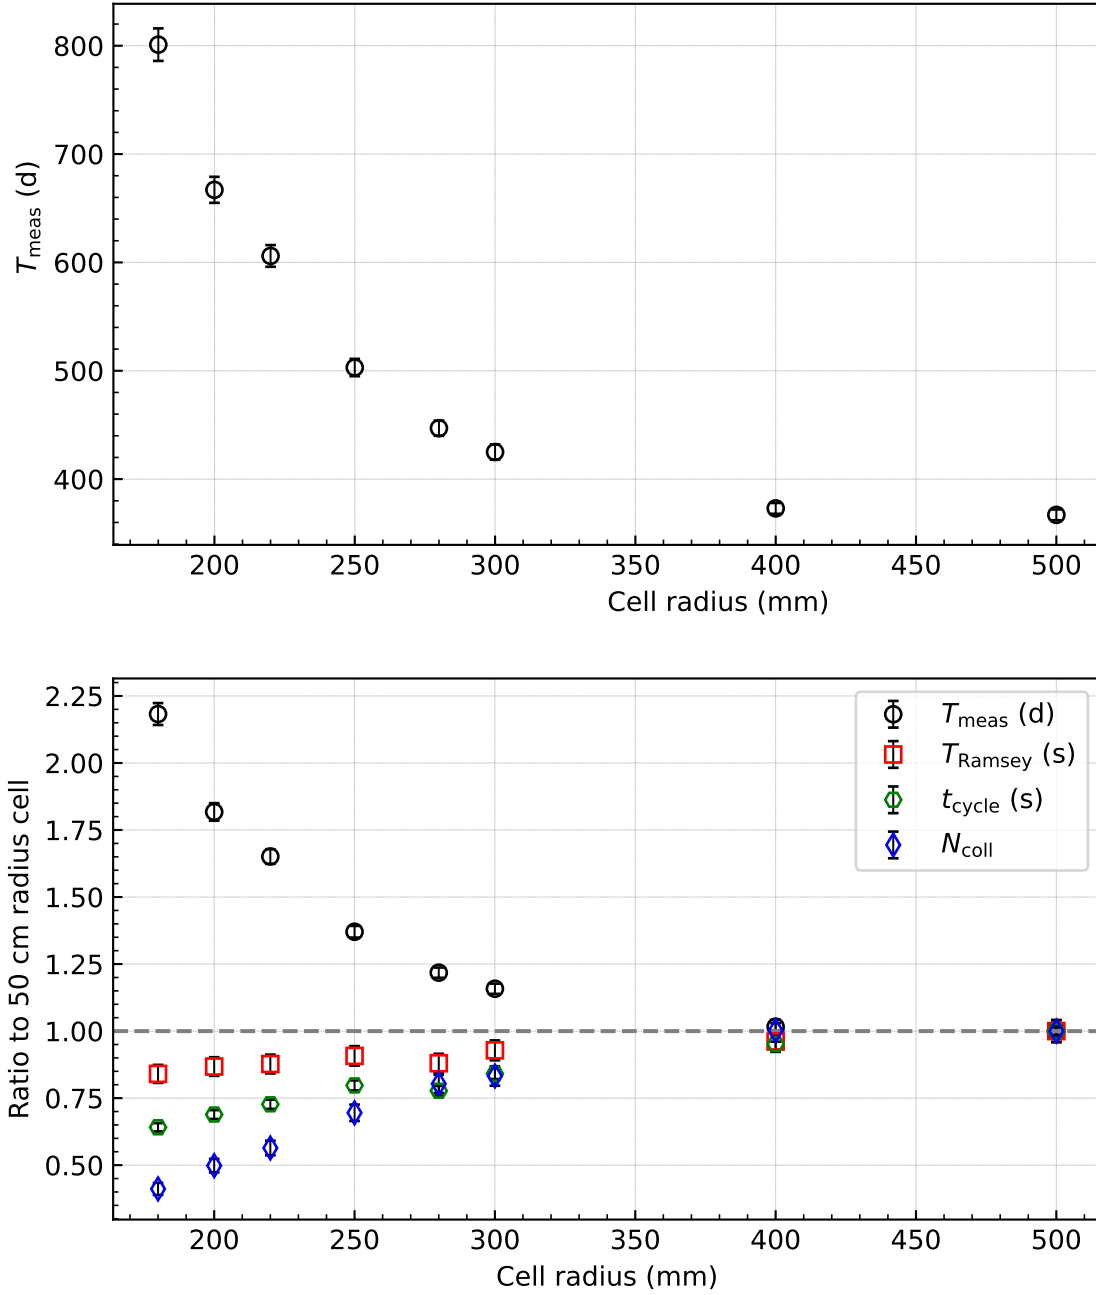 800
700
600
500
400
T_meas (d)
200 250 300 350 400 450 500
Cell radius (mm)
2.25
2.00
1.75
1.50
1.25
1.00
0.75
0.50
Ratio to 50 cm radius cell
T_meas (d)
T_Ramsey (s)
t_cycle (s)
N_coll
200 250 300 350 400 450 500
Cell radius (mm)